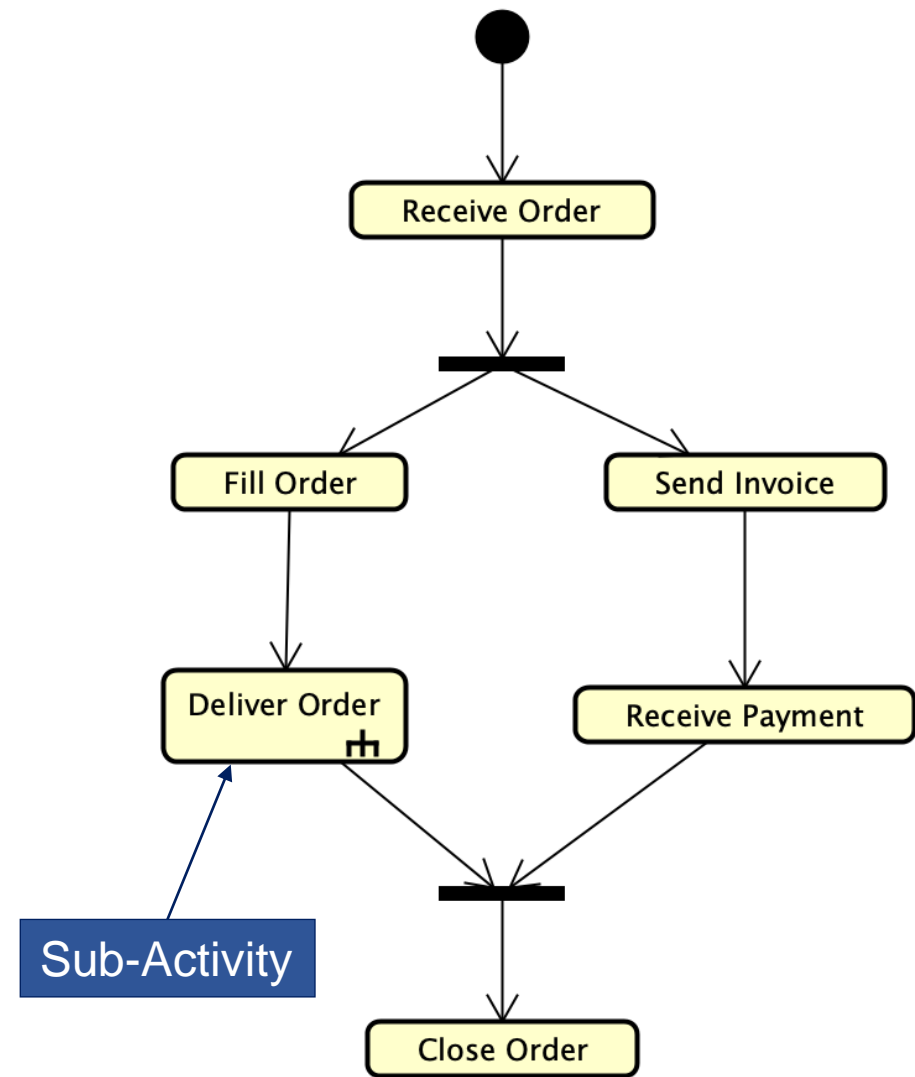 Receive Order
Fill Order
Send Invoice
Deliver Order
Receive Payment
Sub-Activity
Close Order